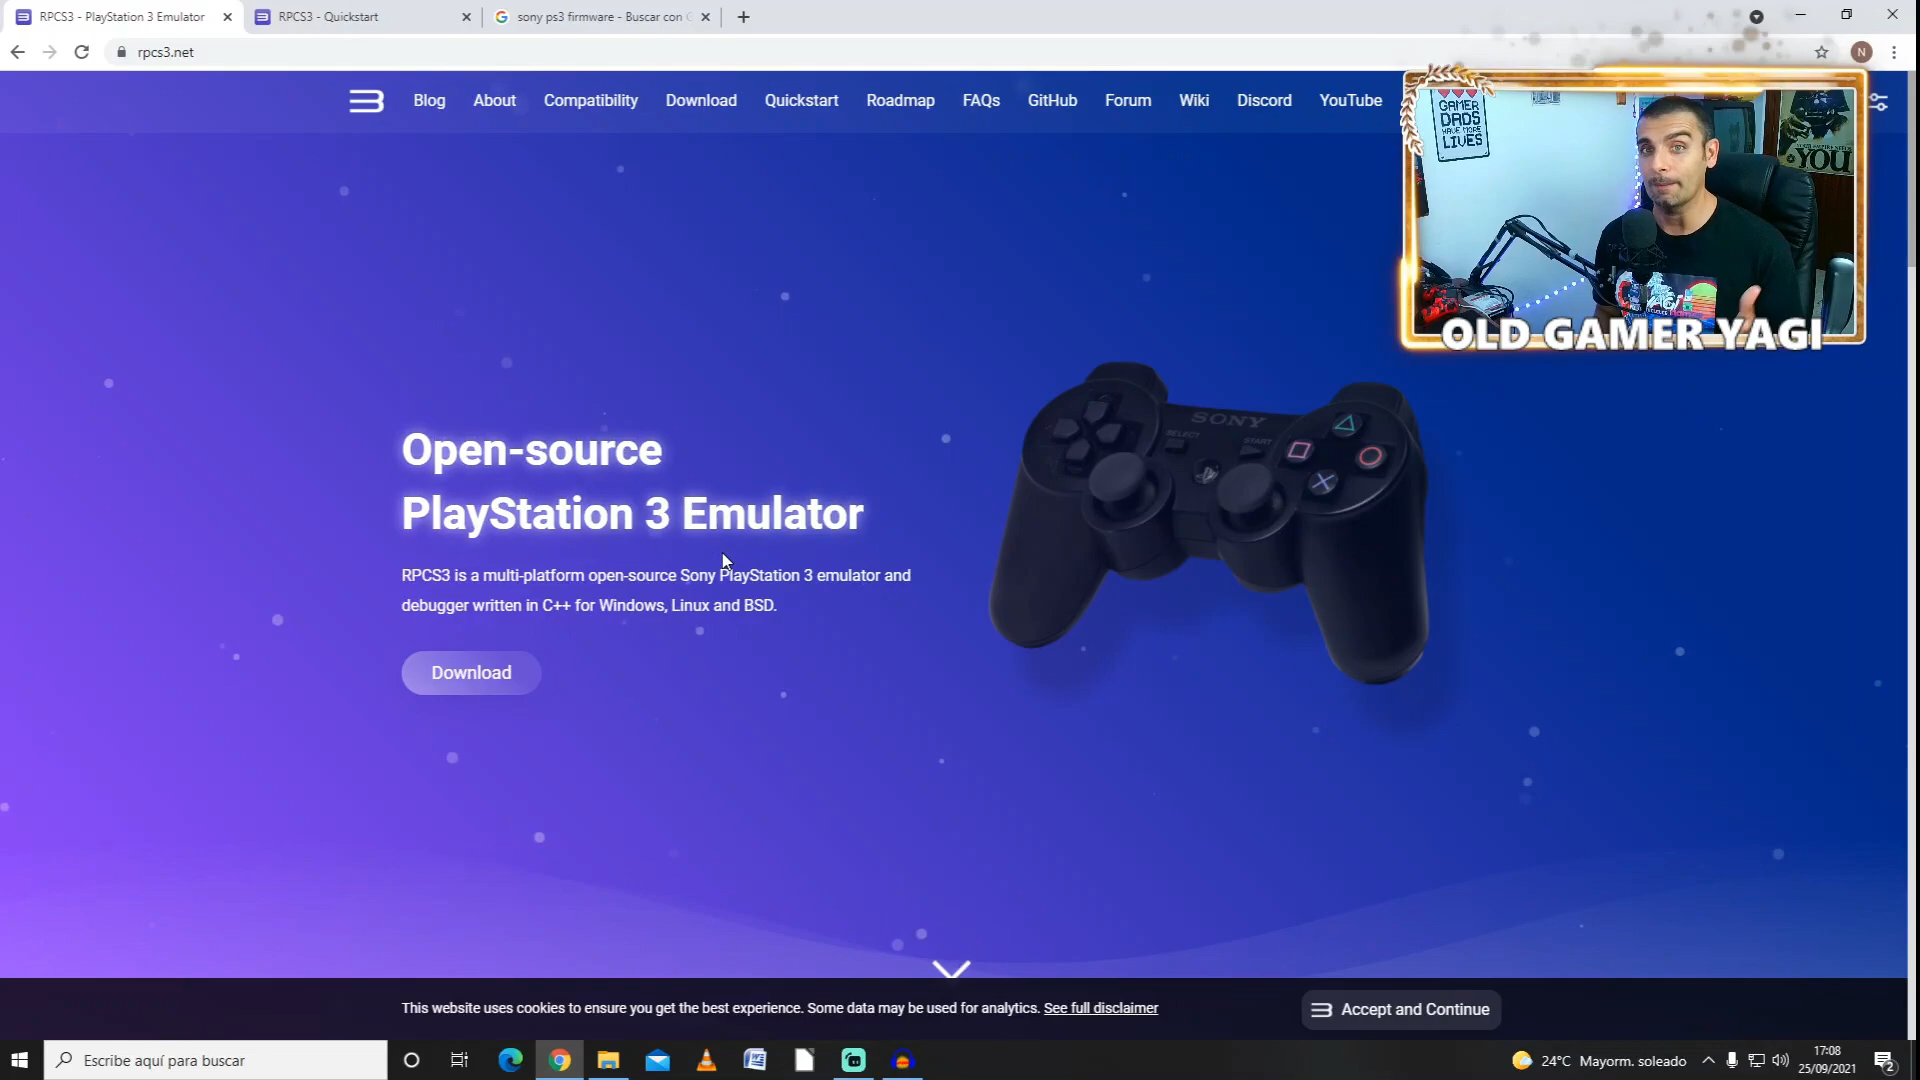 RPCS3 - PlayStation 3 Emulator
RPCS3 - Quickstart
sony ps3 firmware - Buscar con G
rpcs3.net
N
Blog About Compatibility Download Quickstart Roadmap FAQs GitHub Forum Wiki Discord YouTube
GAMER
DADS
HAVE MORE
LIVES
YOU
OLD GAMER YAGI
Open-source
PlayStation 3 Emulator
RPCS3 is a multi-platform open-source Sony PlayStation 3 emulator and
debugger written in C++ for Windows, Linux and BSD.
Download
SONY
SELECT
START
This website uses cookies to ensure you get the best experience. Some data may be used for analytics. See full disclaimer
Accept and Continue
Escribe aquí para buscar
24°C Mayorm. soleado
17:08
25/09/2021
2